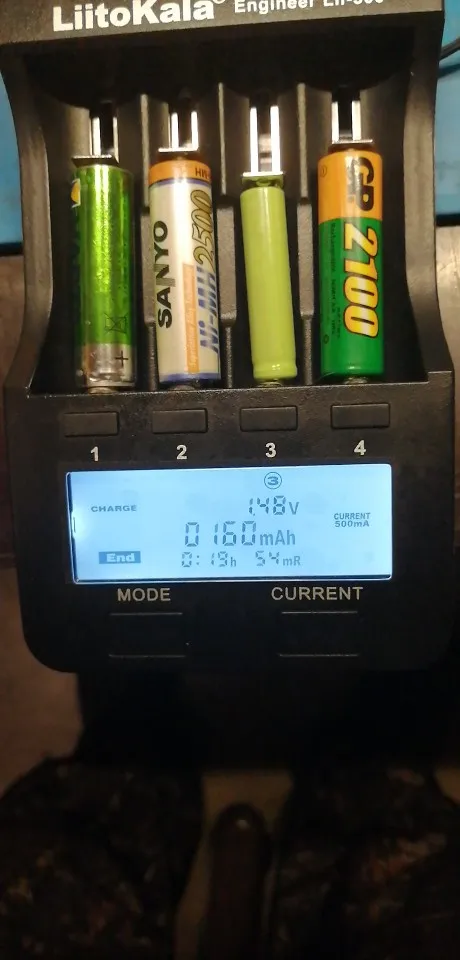 LiitoKala® Engineer
SANYO
2500
GP 2100
1 2 3 4
3
CHARGE 1.48V
CURRENT
500mA
0160mAh
End 0:19h 54mR
MODE CURRENT